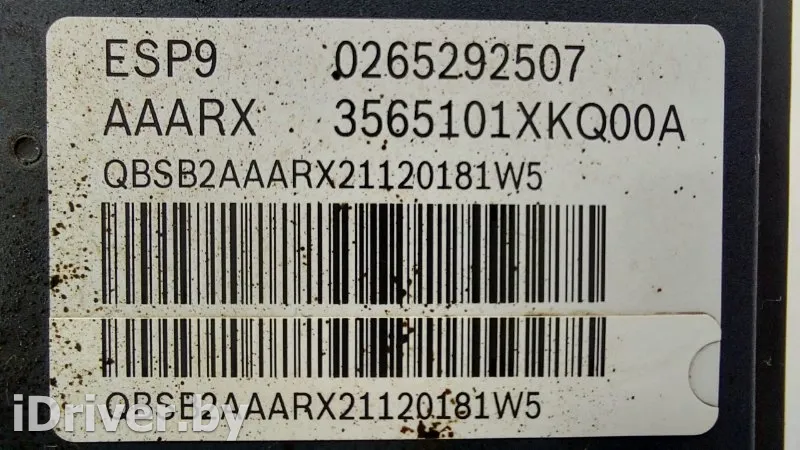 ESP9 0265292507
AAARX 3565101XKQ00A
QBSB2AAARX21120181W5
QBSB2AAARX21120181W5
iDriver.by